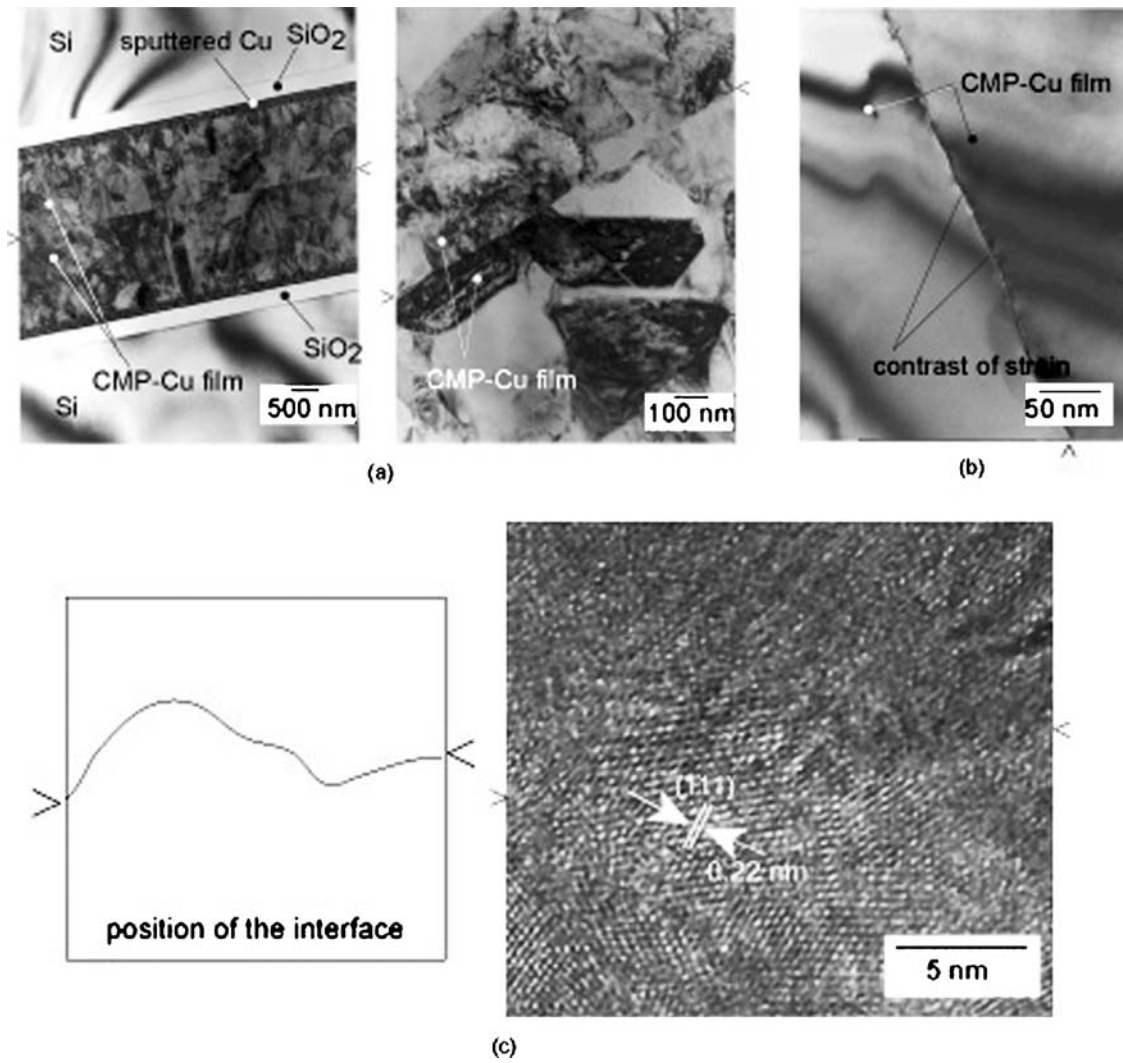 Si
sputtered Cu
SiO2
CMP-Cu film
SiO2
Si
500 nm
CMP-Cu film
100 nm
(a)
CMP-Cu film
contrast of strain
50 nm
(b)
position of the interface
(111)
0.22 nm
5 nm
(c)